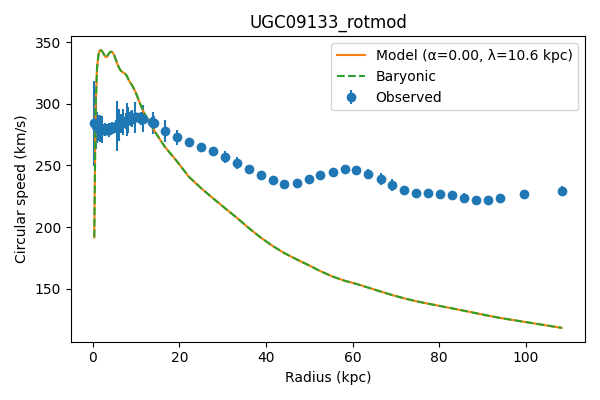 UGC09133_rotmod
Model (α=0.00, λ=10.6 kpc)
Baryonic
Observed
Circular speed (km/s)
350
300
250
200
150
0 20 40 60 80 100
Radius (kpc)